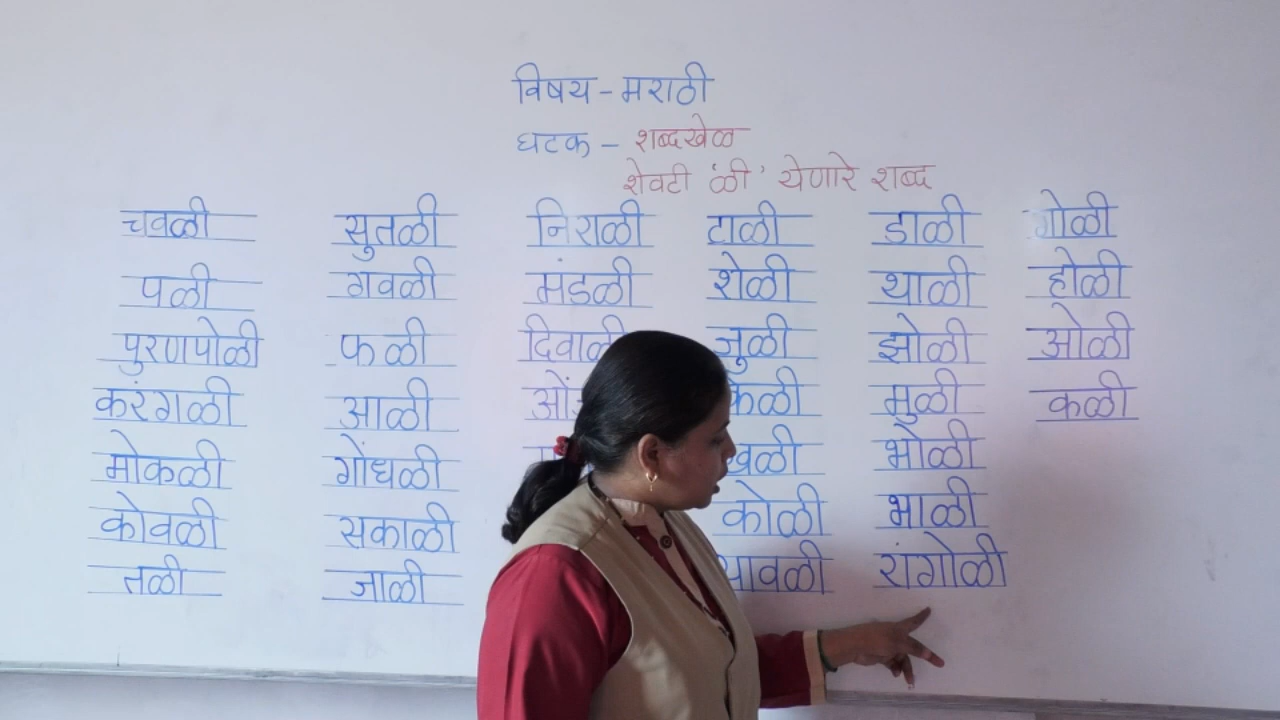 विषय - मराठी
घटक - शब्दखेळ
शेवटी 'ळी' येणारे शब्द
चवळी सुतळी निराळी टाळी डाळी गोळी
पळी गवळी मंडळी शेळी थाळी होळी
पुरणपोळी फळी जुळी झोळी ओळी
करंगळी आळी केळी मुळी कळी
मोकळी गोंधळी खळी भोळी
कोवळी सकाळी कोळी भाळी
तळी जाळी रांगोळी